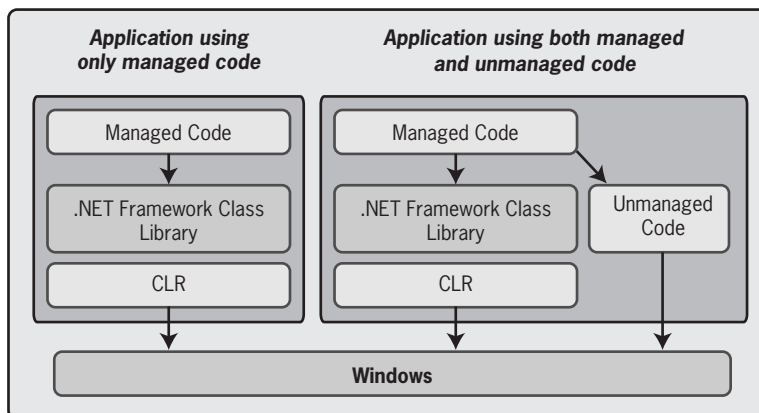 Application using
only managed code
Application using both managed
and unmanaged code
Managed Code
.NET Framework Class
Library
CLR
Managed Code
.NET Framework Class
Library
CLR
Unmanaged
Code
Windows